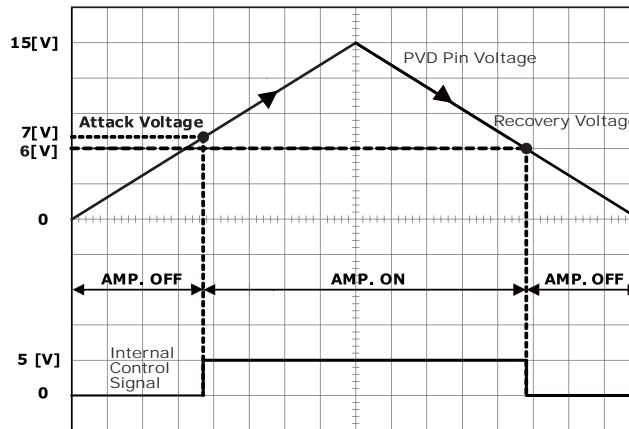 15[V]
PVD Pin Voltage
Attack Voltage
Recovery Voltage
7[V]
6[V]
0
AMP. OFF
AMP. ON
AMP. OFF
5 [V]
Internal
Control
Signal
0